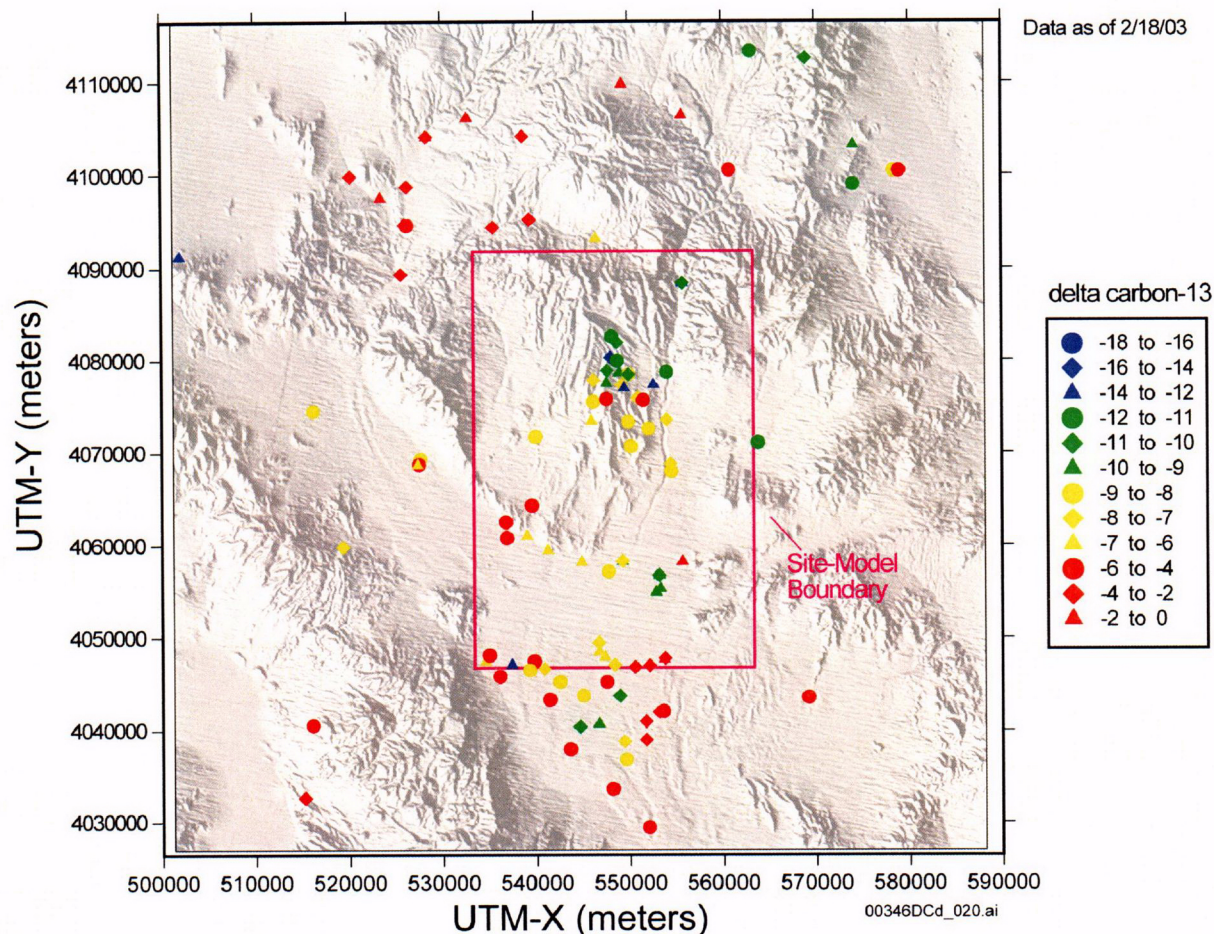 Data as of 2/18/03
4110000
4100000
4090000
4080000
4070000
4060000
4050000
4040000
4030000
UTM-Y (meters)
Site-Model
Boundary
delta carbon-13
-18 to -16
-16 to -14
-14 to -12
-12 to -11
-11 to -10
-10 to -9
-9 to -8
-8 to -7
-7 to -6
-6 to -4
-4 to -2
-2 to 0
500000 510000 520000 530000 540000 550000 560000 570000 580000 590000
UTM-X (meters)
00346DCd_020.ai